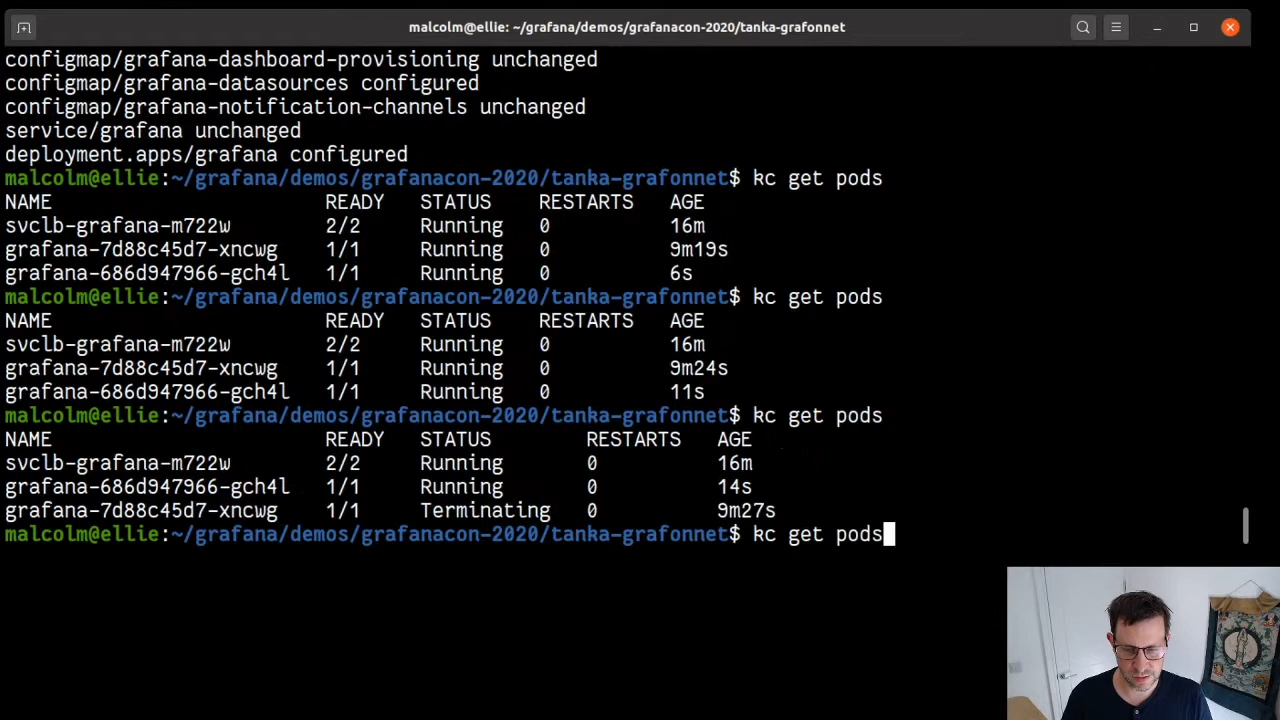 malcolm@ellie: ~/grafana/demos/grafanacon-2020/tanka-grafonnet
configmap/grafana-dashboard-provisioning unchanged
configmap/grafana-datasources configured
configmap/grafana-notification-channels unchanged
service/grafana unchanged
deployment.apps/grafana configured
malcolm@ellie:~/grafana/demos/grafanacon-2020/tanka-grafonnet$ kc get pods
NAME READY STATUS RESTARTS AGE
svclb-grafana-m722w 2/2 Running 0 16m
grafana-7d88c45d7-xncwg 1/1 Running 0 9m19s
grafana-686d947966-gch4l 1/1 Running 0 6s
malcolm@ellie:~/grafana/demos/grafanacon-2020/tanka-grafonnet$ kc get pods
NAME READY STATUS RESTARTS AGE
svclb-grafana-m722w 2/2 Running 0 16m
grafana-7d88c45d7-xncwg 1/1 Running 0 9m24s
grafana-686d947966-gch4l 1/1 Running 0 11s
malcolm@ellie:~/grafana/demos/grafanacon-2020/tanka-grafonnet$ kc get pods
NAME READY STATUS RESTARTS AGE
svclb-grafana-m722w 2/2 Running 0 16m
grafana-686d947966-gch4l 1/1 Running 0 14s
grafana-7d88c45d7-xncwg 1/1 Terminating 0 9m27s
malcolm@ellie:~/grafana/demos/grafanacon-2020/tanka-grafonnet$ kc get pods